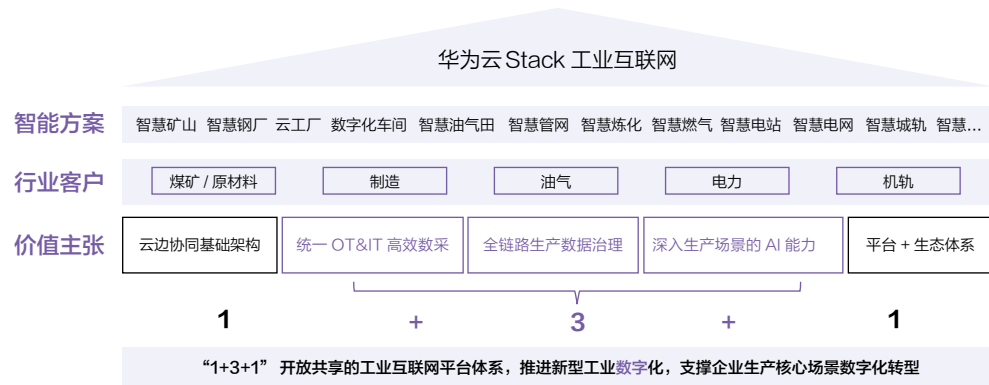 华为云 Stack 工业互联网
智能方案 智慧矿山 智慧钢厂 云工厂 数字化车间 智慧油气田 智慧管网 智慧炼化 智慧燃气 智慧电站 智慧电网 智慧城轨 智慧...
行业客户 煤矿 / 原材料 制造 油气 电力 机轨
价值主张 云边协同基础架构 统一 OT&IT 高效数采 全链路生产数据治理 深入生产场景的 AI 能力 平台 + 生态体系
1 + 3 + 1
“1+3+1” 开放共享的工业互联网平台体系，推进新型工业数字化，支撑企业生产核心场景数字化转型